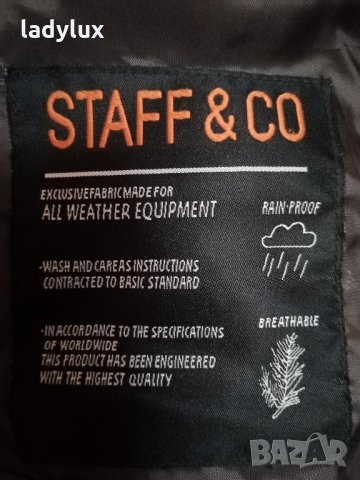 ladylux
STAFF & CO
EXCLUSIVEFABRICMADE FOR
ALL WEATHER EQUIPMENT
RAIN-PROOF
-WASH AND CAREAS INSTRUCTIONS
CONTRACTED TO BASIC STANDARD
BREATHABLE
-IN ACCORDANCE TO THE SPECIFICATIONS
OF WORLDWIDE
THIS PRODUCT HAS BEEN ENGINEERED
WITH THE HIGHEST QUALITY
BAZAR